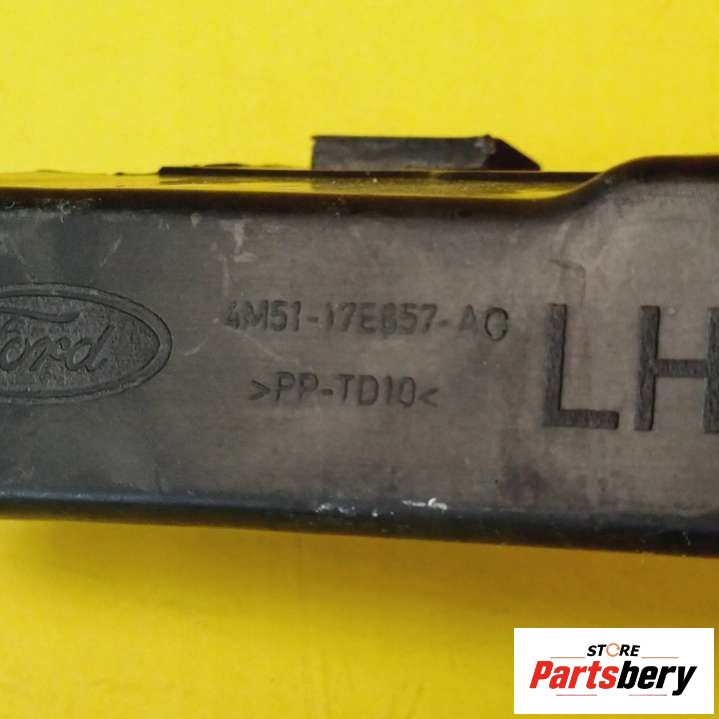 Ford
4M51-17E857-AC
>PP-TD10<
LH
STORE
Partsbery